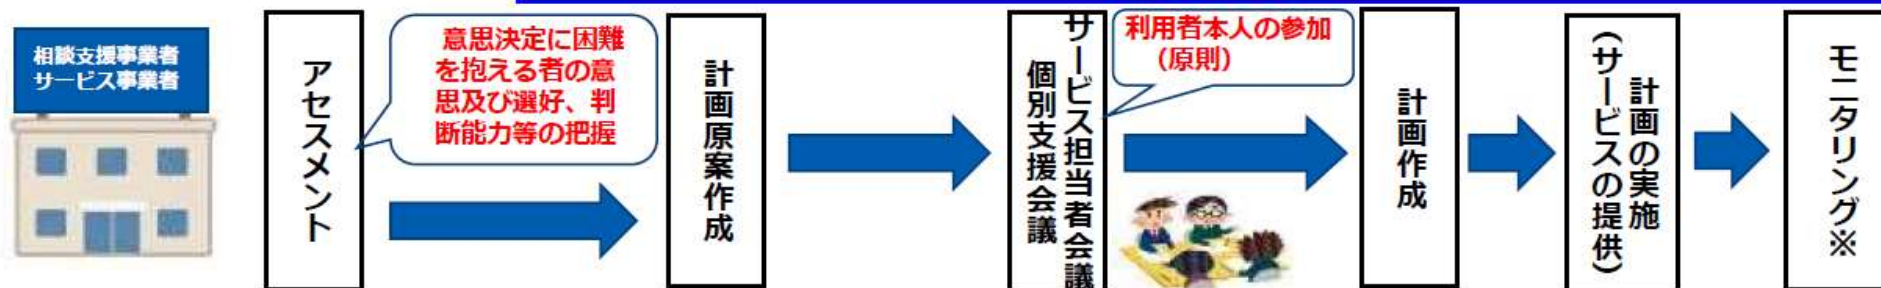 相談支援事業者
サービス事業者
アセスメント
意思決定に困難
を抱える者の意
思及び選好、判
断能力等の把握
計画原案作成
サービス担当者会議
個別支援会議
利用者本人の参加
（原則）
計画作成
計画の実施
（サービスの提供）
モニタリング※